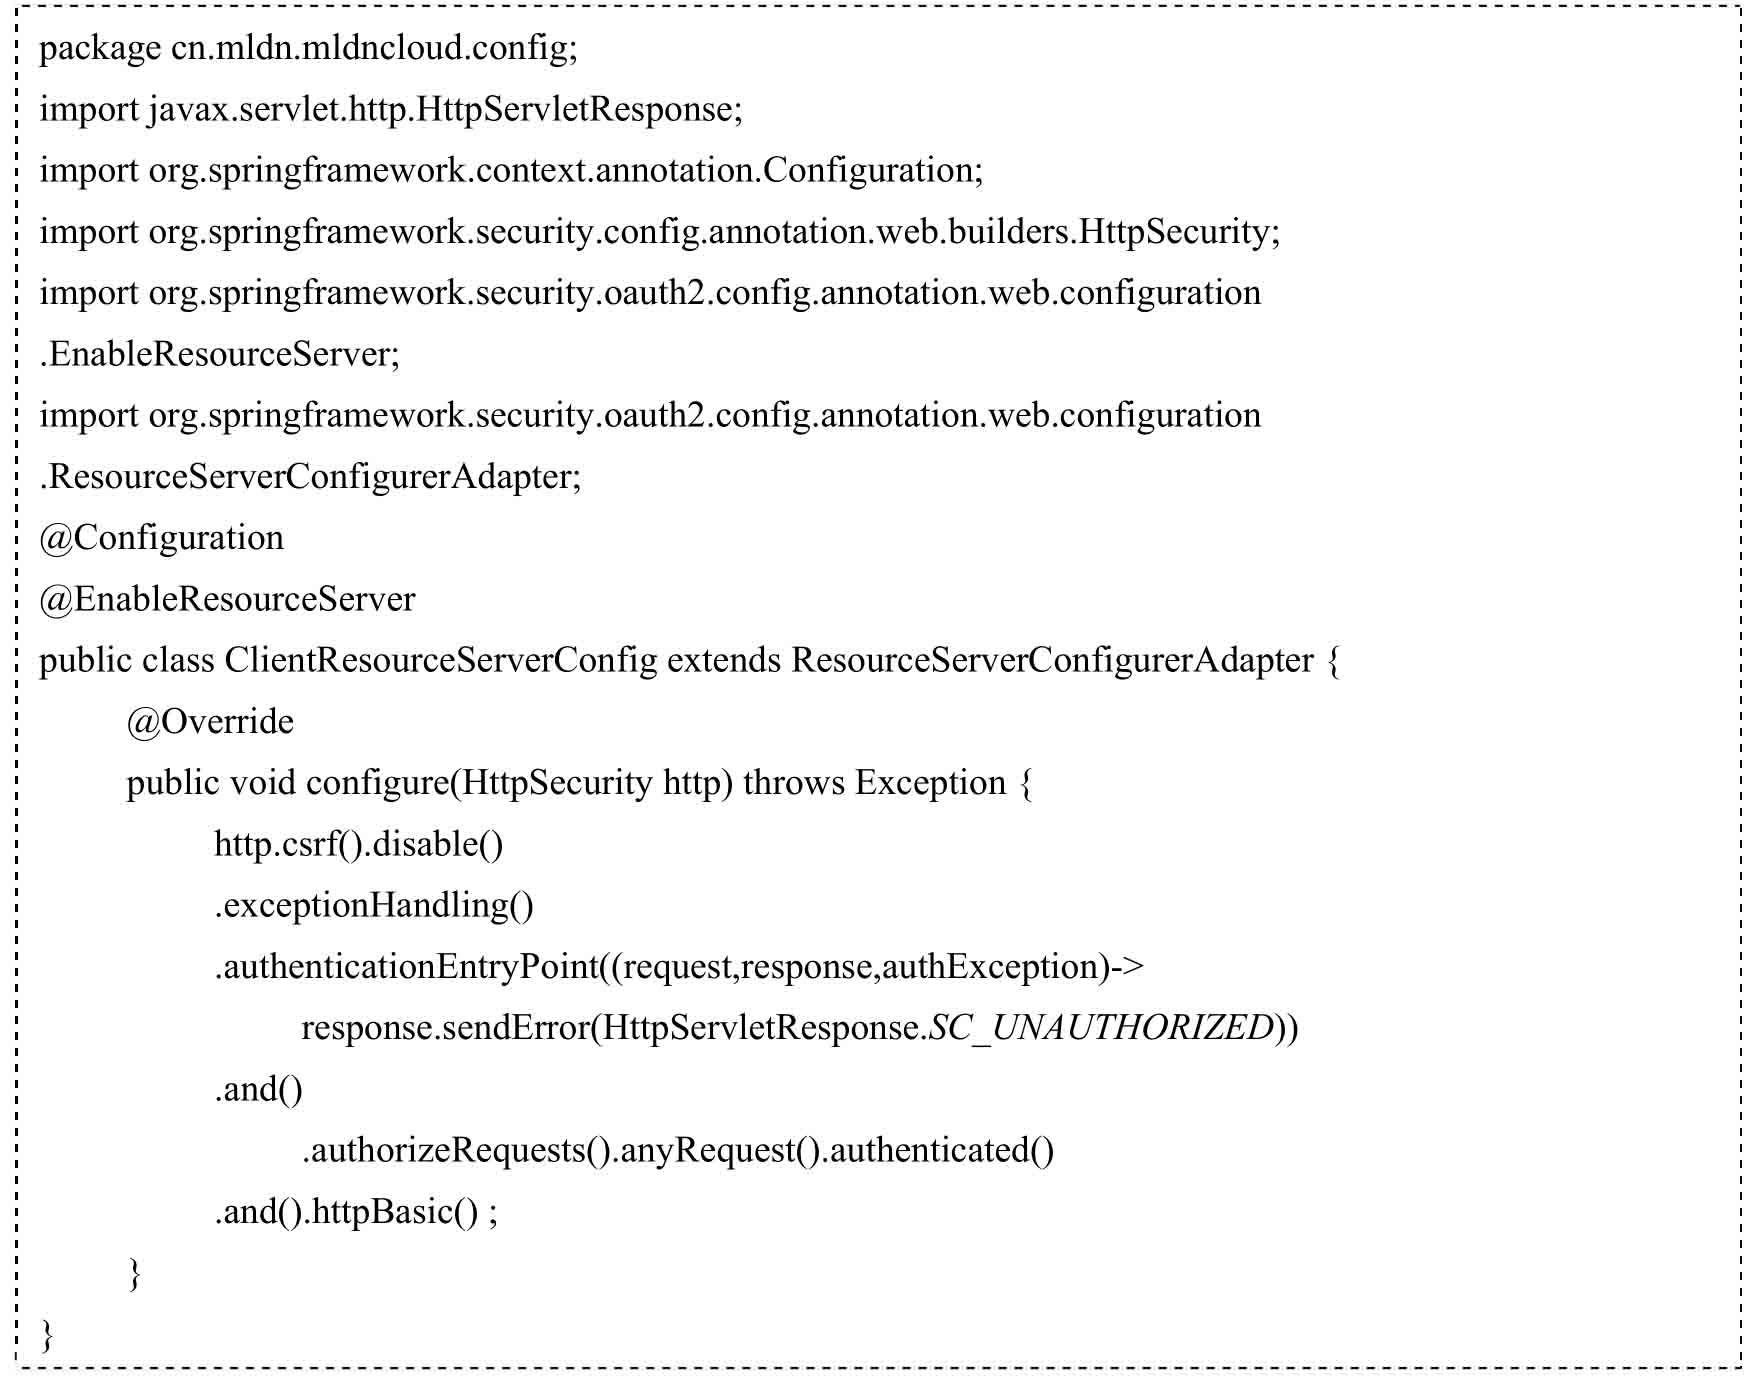 package cn.mldn.mldncloud.config;
import javax.servlet.http.HttpServletResponse;
import org.springframework.context.annotation.Configuration;
import org.springframework.security.config.annotation.web.builders.HttpSecurity;
import org.springframework.security.oauth2.config.annotation.web.configuration
.EnableResourceServer;
import org.springframework.security.oauth2.config.annotation.web.configuration
.ResourceServerConfigurerAdapter;
@Configuration
@EnableResourceServer
public class ClientResourceServerConfig extends ResourceServerConfigurerAdapter {
@Override
public void configure(HttpSecurity http) throws Exception {
http.csrf().disable()
.exceptionHandling()
.authenticationEntryPoint((request,response,authException)->
response.sendError(HttpServletResponse.SC_UNAUTHORIZED))
.and()
.authorizeRequests().anyRequest().authenticated()
.and().httpBasic() ;
}
}